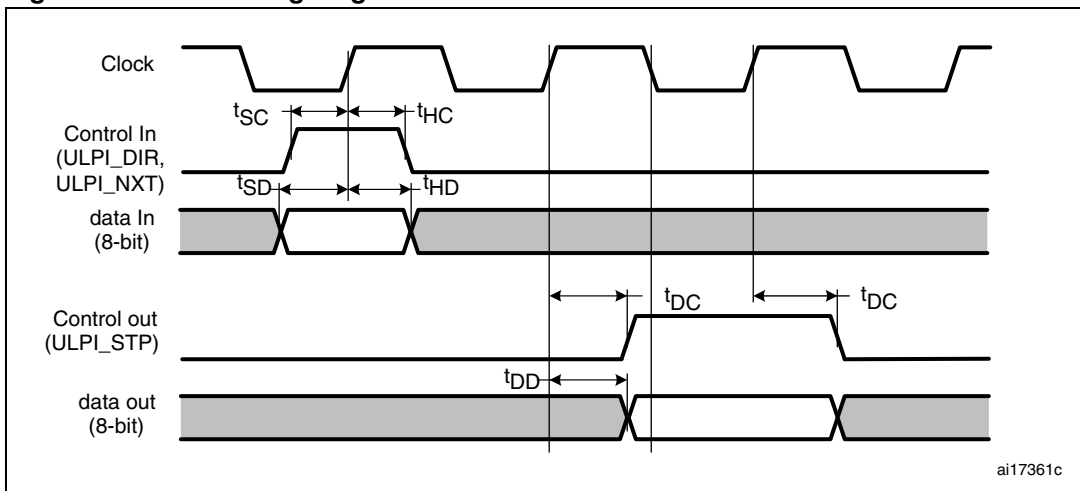 Clock
tSC
tHC
Control In
(ULPI_DIR,
ULPI_NXT)
tSD
tHD
data In
(8-bit)
tDC
tDC
Control out
(ULPI_STP)
tDD
data out
(8-bit)
ai17361c